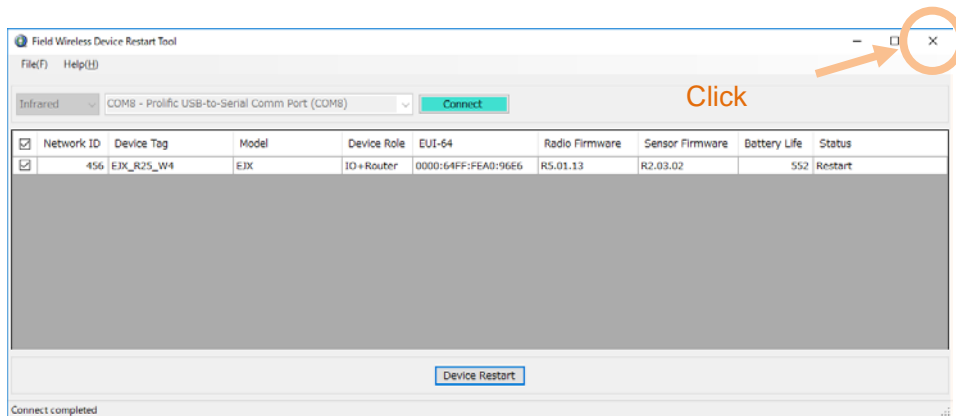 Field Wireless Device Restart Tool
File(F) Help(H)
Click
Infrared COM8 - Prolific USB-to-Serial Comm Port (COM8) Connect
Network ID Device Tag Model Device Role EUI-64 Radio Firmware Sensor Firmware Battery Life Status
456 EJX_R25_W4 EJX IO+Router 0000:64FF:FEA0:96E6 R5.01.13 R2.03.02 552 Restart
Device Restart
Connect completed